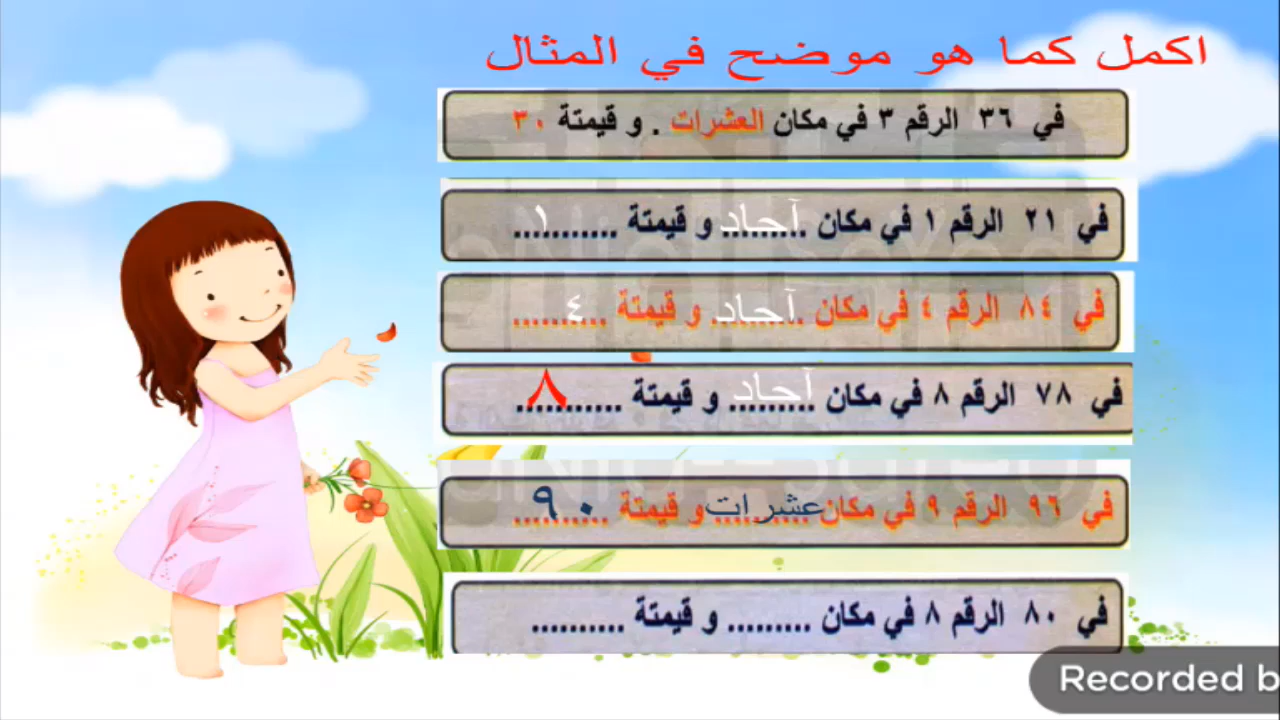 اكمل كما هو موضح في المثال
في ٣٦ الرقم ٣ في مكان العشرات . و قيمتة ٣٠
في ٢١ الرقم ١ في مكان آحاد و قيمتة ١
في ٨٤ الرقم ٤ في مكان آحاد و قيمتة ٤
في ٧٨ الرقم ٨ في مكان آحاد و قيمتة ٨
في ٩٦ الرقم ٩ في مكان عشرات و قيمتة ٩٠
في ٨٠ الرقم ٨ في مكان ......... و قيمتة ..........
Recorded b